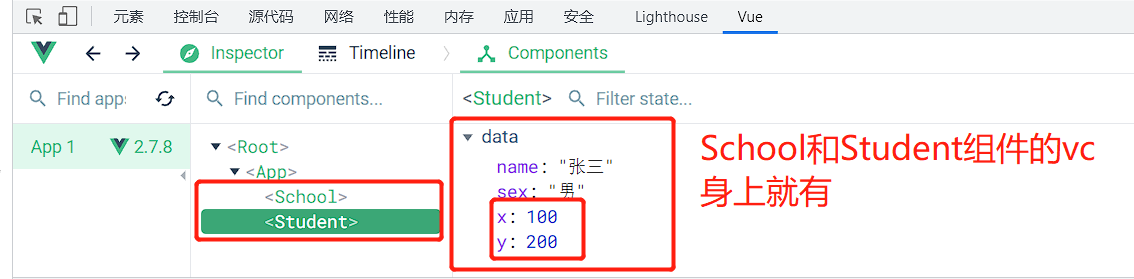 元素 控制台 源代码 网络 性能 内存 应用 安全 Lighthouse Vue
Inspector Timeline Components
Find apps Find components... <Student> Filter state...
App 1 2.7.8
<Root>
<App>
<School>
<Student>
data
name: "张三"
sex: "男"
x: 100
y: 200
School和Student组件的vc
身上就有